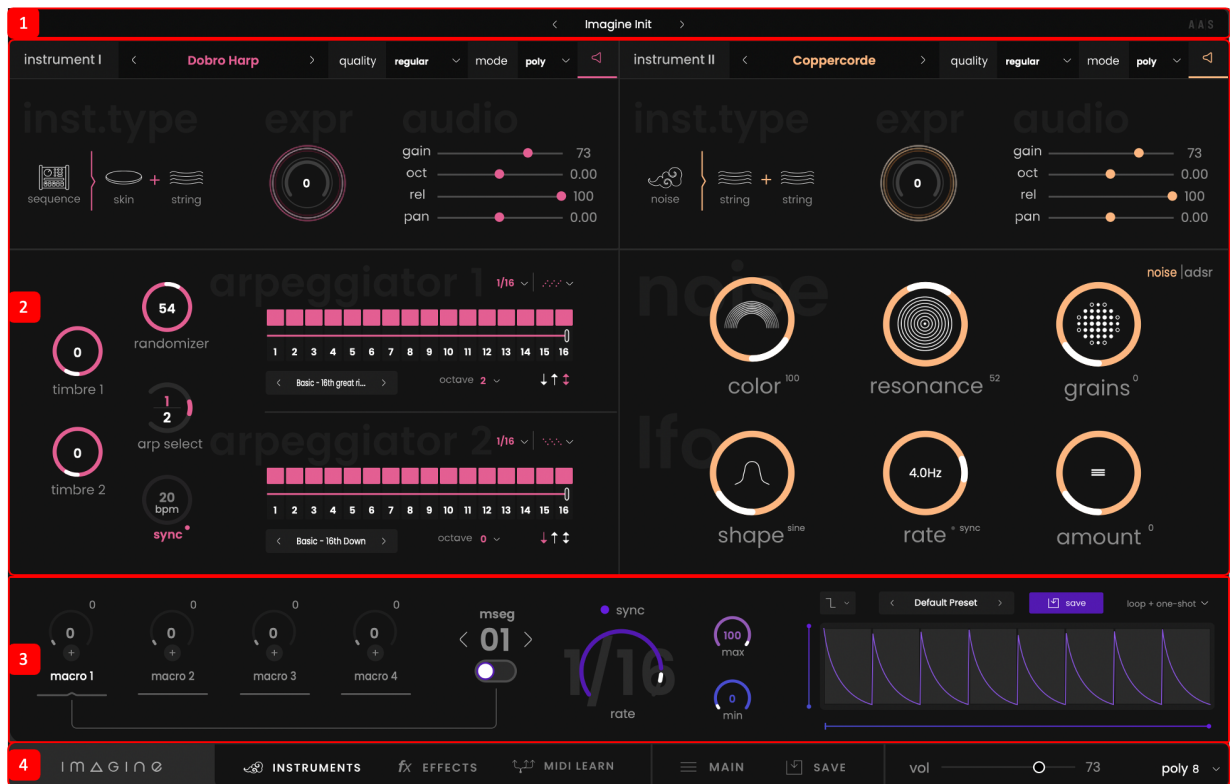 1
Imagine Init
AAS
instrument I
Dobro Harp
quality regular mode poly
instrument II
Coppercorde
quality regular mode poly
inst.type expr audio
sequence
skin + string
0
gain 73
oct 0.00
rel 100
pan 0.00
inst.type expr audio
noise
string + string
0
gain 73
oct 0.00
rel 100
pan 0.00
2
0
timbre 1
0
timbre 2
54
randomizer
1
2
arp select
20
bpm
sync
arpeggiator 1
1/16
1 2 3 4 5 6 7 8 9 10 11 12 13 14 15 16
Basic - 16th great ri...
octave 2
arpeggiator 2
1/16
1 2 3 4 5 6 7 8 9 10 11 12 13 14 15 16
Basic - 16th Down
octave 0
noise
noise | adsr
color 100
resonance 52
grains 0
lfo
shape sine
4.0Hz
rate sync
amount 0
3
0 0 0 0
0 0 0 0
+ + + +
macro 1 macro 2 macro 3 macro 4
mseg
01
sync
1/16
rate
100
max
0
min
Default Preset
save
loop + one-shot
4
IMAGINE
INSTRUMENTS
fx EFFECTS
MIDI LEARN
MAIN
SAVE
vol 73
poly 8